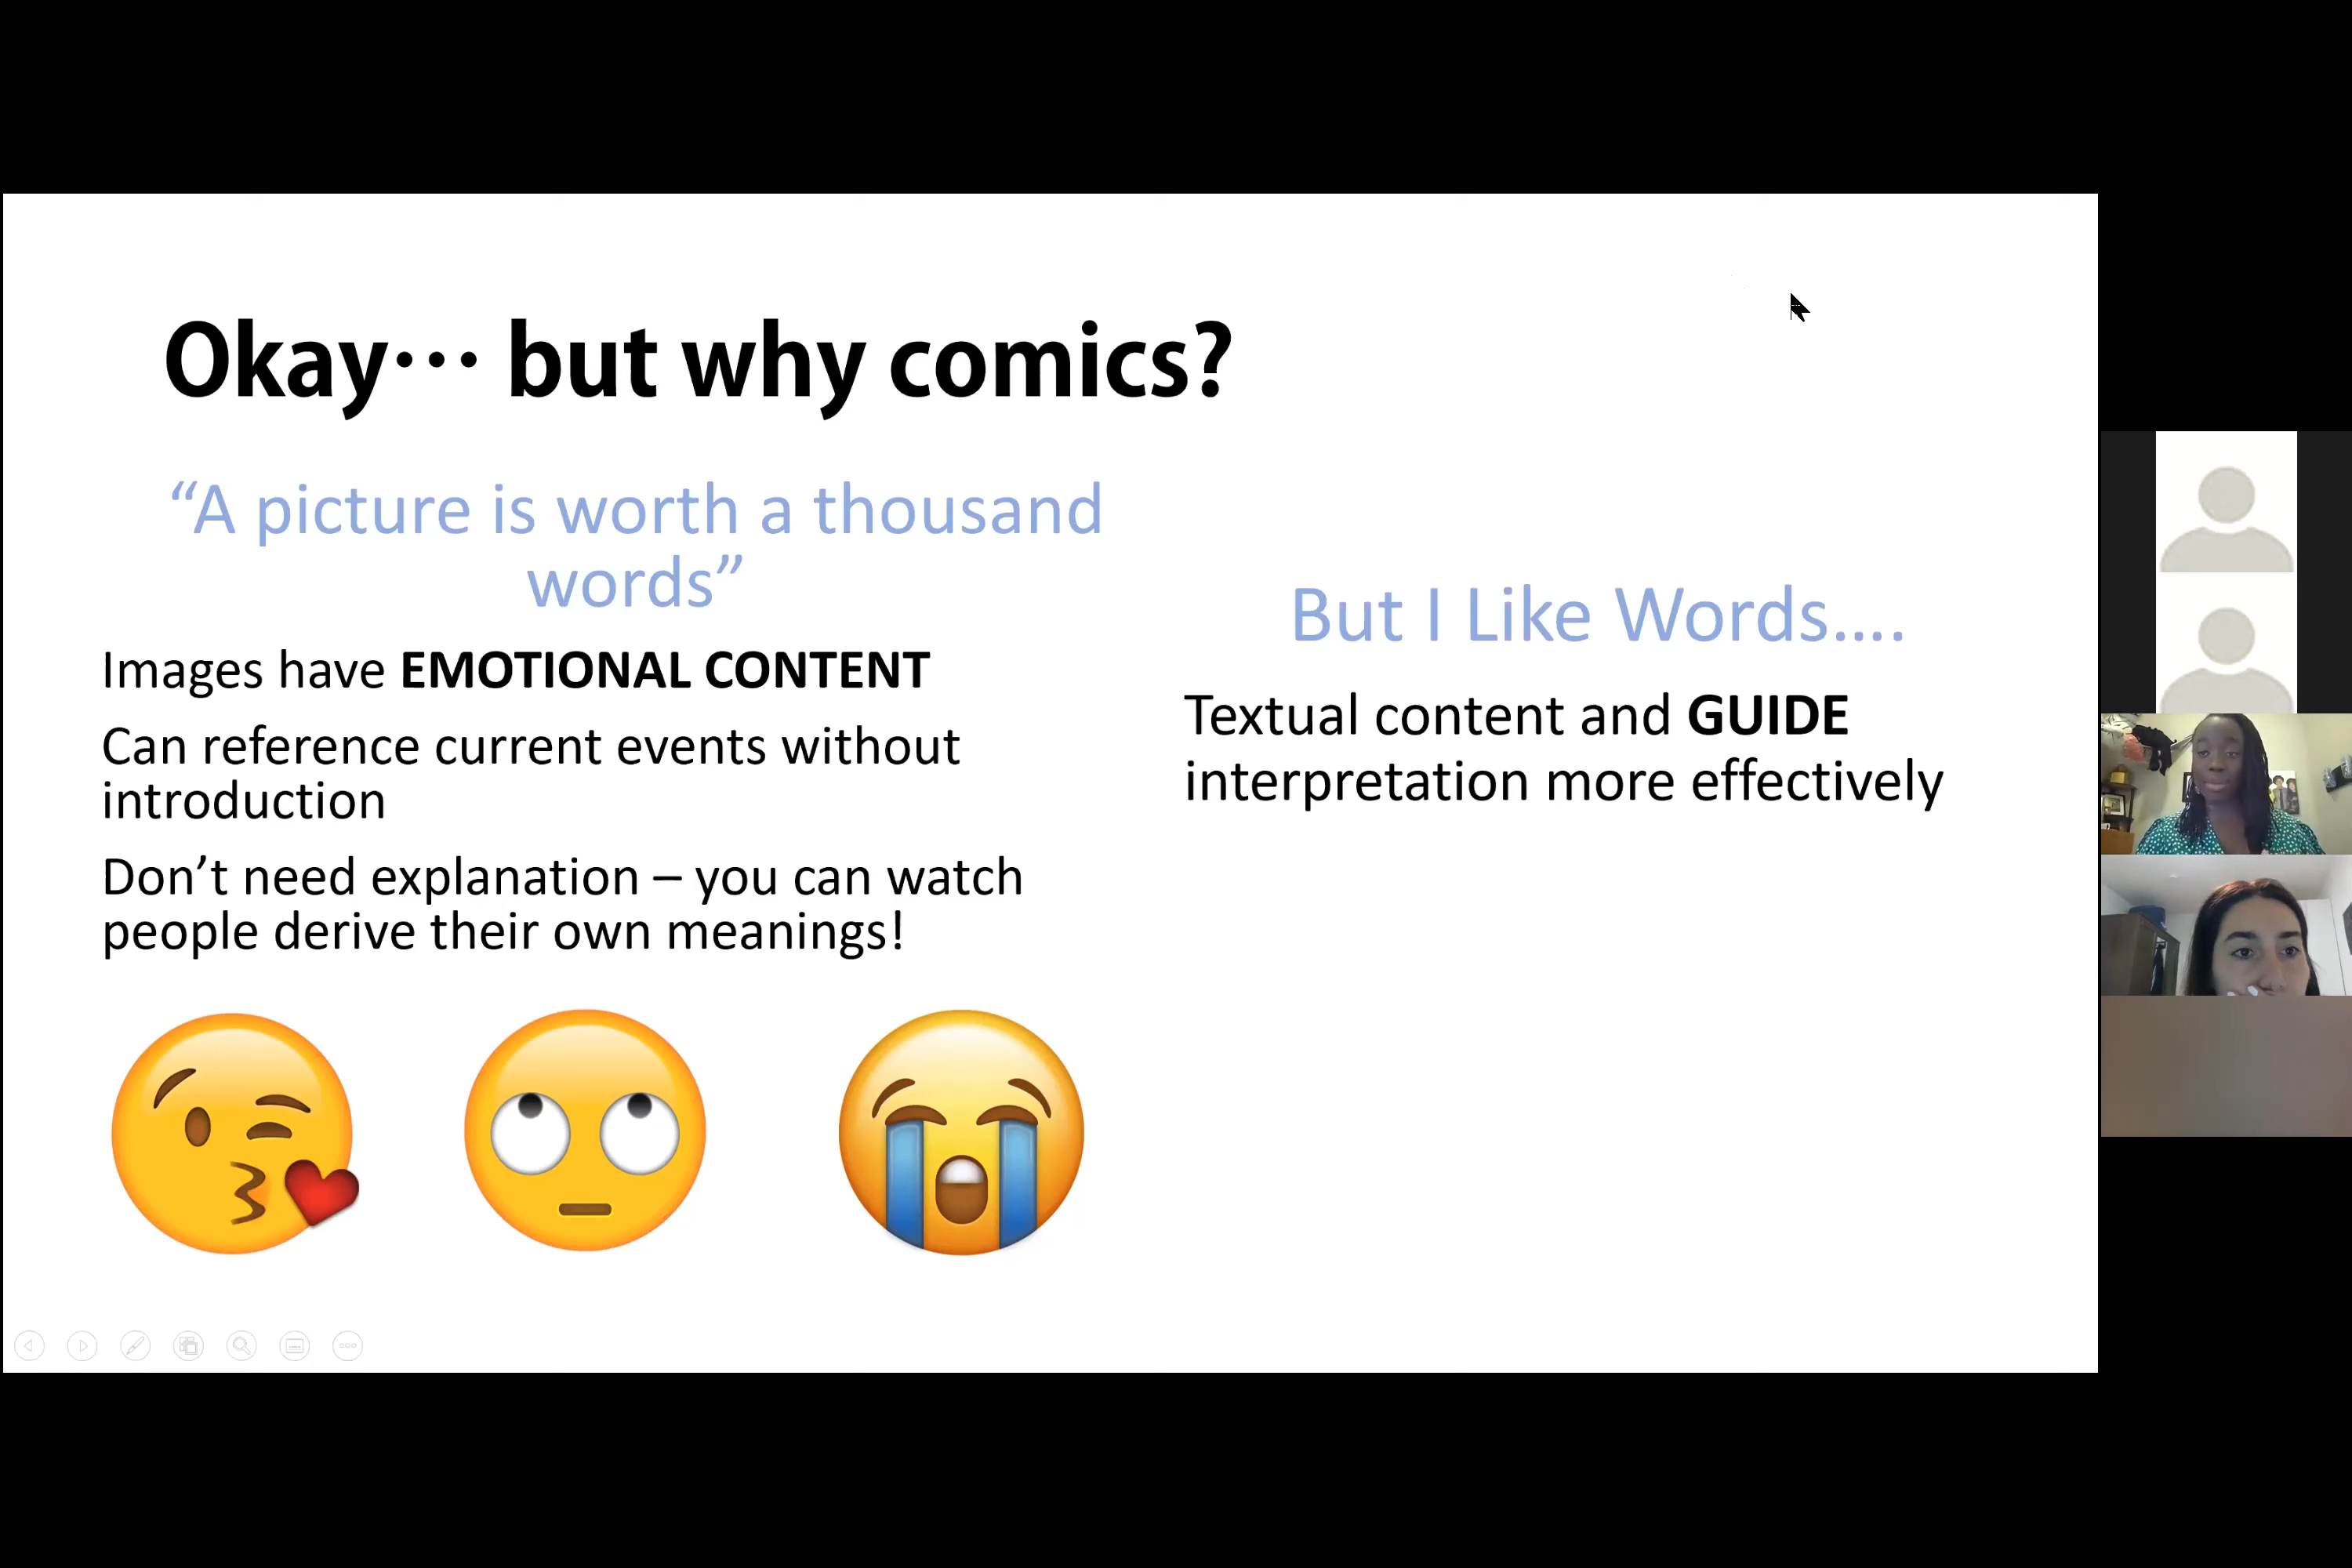 Okay… but why comics?
“A picture is worth a thousand
words”
Images have EMOTIONAL CONTENT
Can reference current events without
introduction
Don’t need explanation – you can watch
people derive their own meanings!
But I Like Words....
Textual content and GUIDE
interpretation more effectively